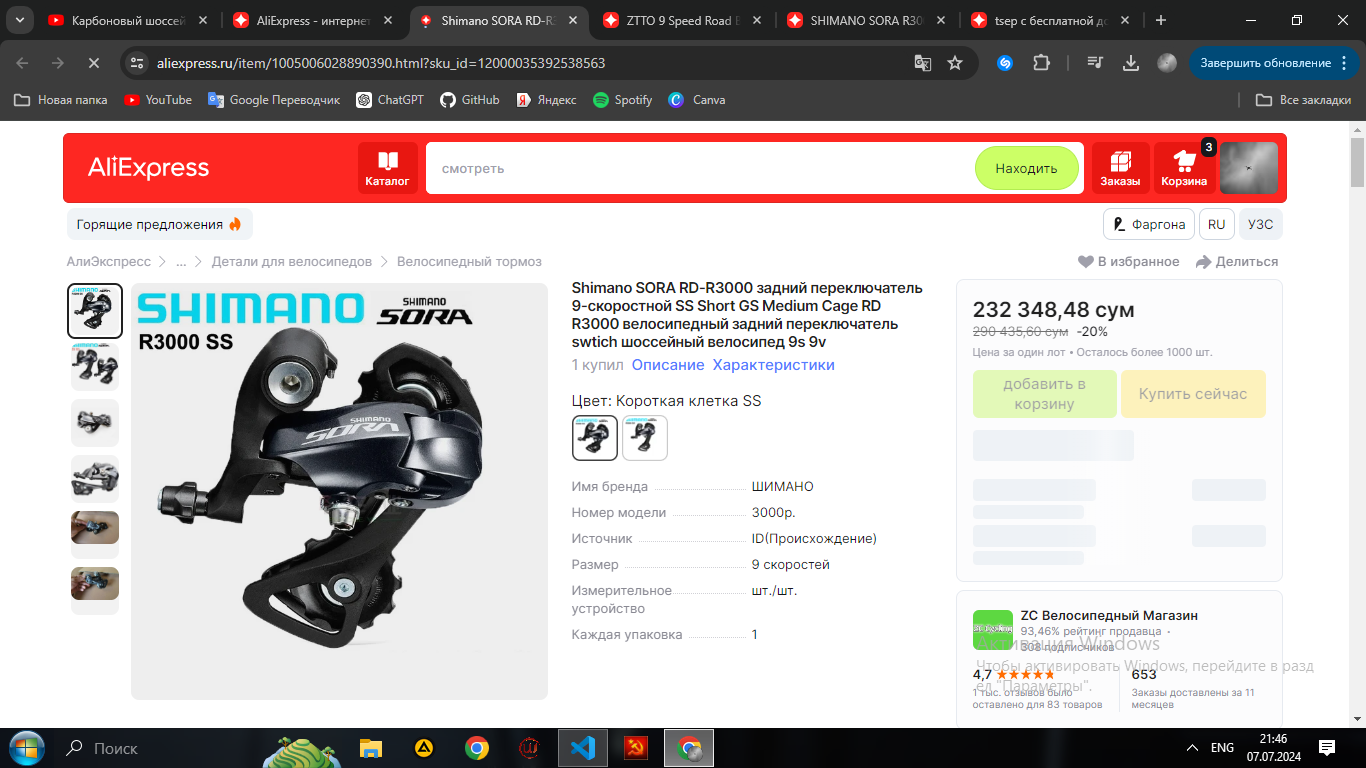 Карбоновый шоссей
AliExpress - интернет
Shimano SORA RD-R3
ZTTO 9 Speed Road B
SHIMANO SORA R30
tsep с бесплатной до
aliexpress.ru/item/1005006028890390.html?sku_id=12000035392538563
Завершить обновление
Новая папка
YouTube
Google Переводчик
ChatGPT
GitHub
Яндекс
Spotify
Canva
Все закладки
AliExpress
Каталог
смотреть
Находить
Заказы
3
Корзина
Горящие предложения
Фаргона
RU
УЗС
АлиЭкспресс
...
Детали для велосипедов
Велосипедный тормоз
В избранное
Делиться
SHIMANO
SHIMANO
SORA
R3000 SS
SHIMANO
SORA
Shimano SORA RD-R3000 задний переключатель
9-скоростной SS Short GS Medium Cage RD
R3000 велосипедный задний переключатель
swtich шоссейный велосипед 9s 9v
1 купил Описание Характеристики
Цвет: Короткая клетка SS
Имя бренда ШИМАНО
Номер модели 3000р.
Источник ID(Происхождение)
Размер 9 скоростей
Измерительное шт./шт.
устройство
Каждая упаковка 1
232 348,48 сум
290 435,60 сум -20%
Цена за один лот • Осталось более 1000 шт.
добавить в
корзину
Купить сейчас
ZC Велосипедный Магазин
93,46% рейтинг продавца •
308 подписчиков
4,7
1 тыс. отзывов было
оставлено для 83 товаров
653
Заказы доставлены за 11
месяцев
Активация Windows
Чтобы активировать Windows, перейдите в разд
ел "Параметры".
Поиск
ENG
21:46
07.07.2024